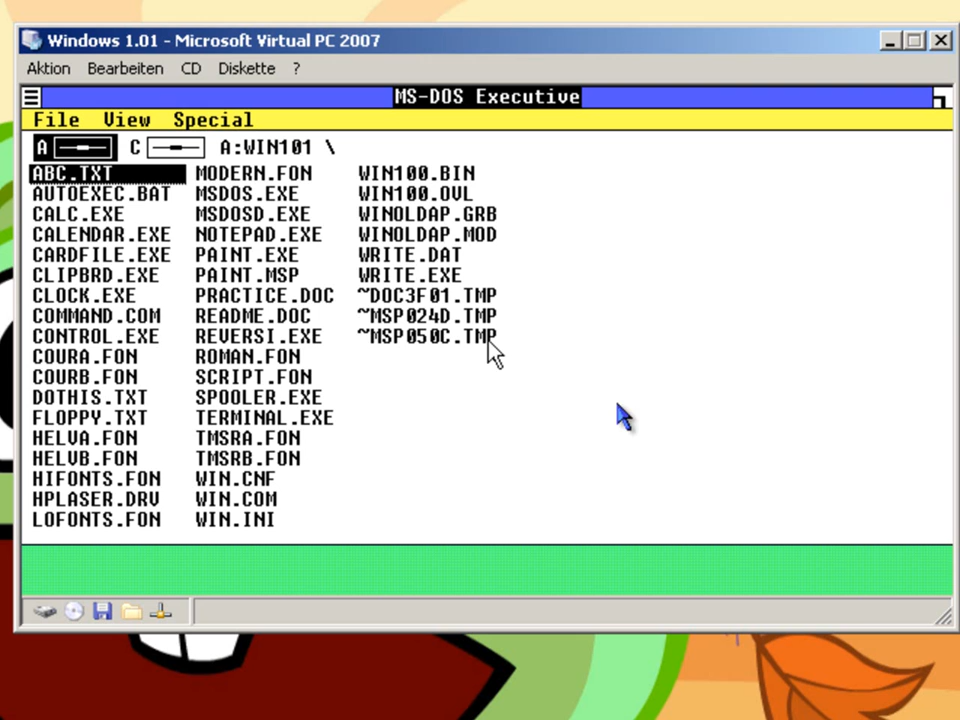 Windows 1.01 - Microsoft Virtual PC 2007
Aktion Bearbeiten CD Diskette ?
MS-DOS Executive
File View Special
A C A:WIN101 \
ABC.TXT MODERN.FON WIN100.BIN
AUTOEXEC.BAT MSDOS.EXE WIN100.OVL
CALC.EXE MSDOSD.EXE WINOLDAP.GRB
CALENDAR.EXE NOTEPAD.EXE WINOLDAP.MOD
CARDFILE.EXE PAINT.EXE WRITE.DAT
CLIPBRD.EXE PAINT.MSP WRITE.EXE
CLOCK.EXE PRACTICE.DOC ~DOC3F01.TMP
COMMAND.COM README.DOC ~MSP024D.TMP
CONTROL.EXE REVERSI.EXE ~MSP050C.TMP
COURA.FON ROMAN.FON
COURB.FON SCRIPT.FON
DOTHIS.TXT SPOOLER.EXE
FLOPPY.TXT TERMINAL.EXE
HELVA.FON TMSRA.FON
HELVB.FON TMSRB.FON
HIFONTS.FON WIN.CNF
HPLASER.DRV WIN.COM
LOFONTS.FON WIN.INI